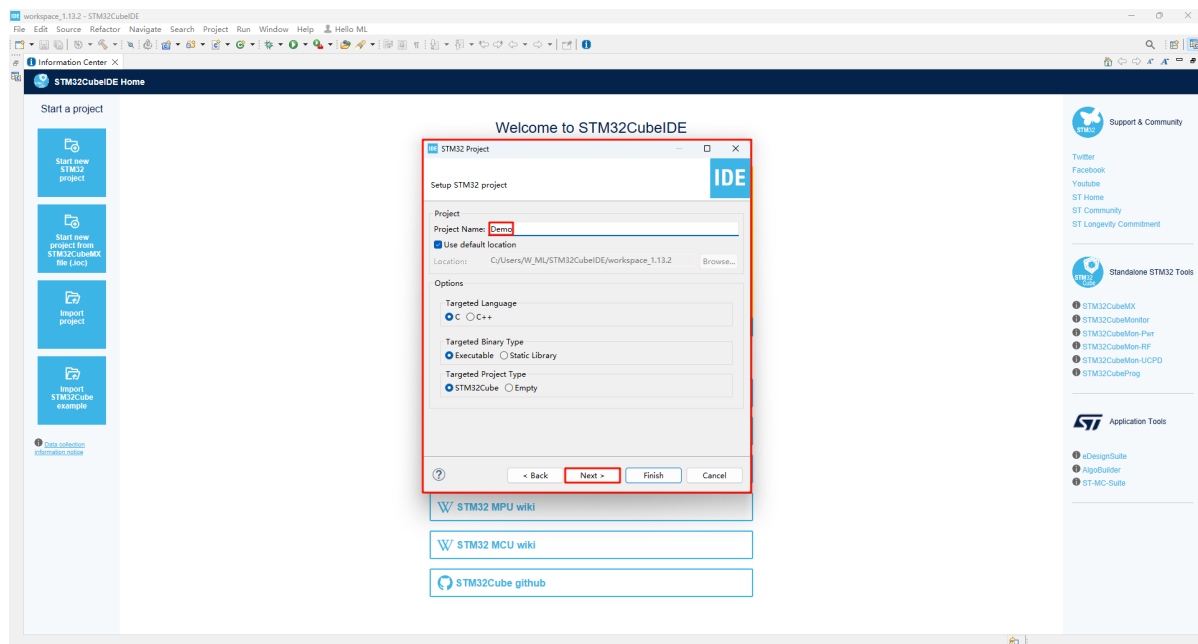 workspace_1.13.2 - STM32CubeIDE
File Edit Source Refactor Navigate Search Project Run Window Help Hello ML
Information Center
STM32CubeIDE Home
Start a project
Start new
STM32
project
Start new
project from
STM32CubeMX
file (.ioc)
Import
project
Import
STM32Cube
example
Data collection
information notice
Welcome to STM32CubeIDE
IDE STM32 Project
Setup STM32 project
IDE
Project
Project Name: Demo
Use default location
Location: C:/Users/W_ML/STM32CubeIDE/workspace_1.13.2 Browse...
Options
Targeted Language
C C++
Targeted Binary Type
Executable Static Library
Targeted Project Type
STM32Cube Empty
< Back Next > Finish Cancel
STM32 MPU wiki
STM32 MCU wiki
STM32Cube github
Support & Community
Twitter
Facebook
Youtube
ST Home
ST Community
ST Longevity Commitment
Standalone STM32 Tools
STM32CubeMX
STM32CubeMonitor
STM32CubeMon-Pwr
STM32CubeMon-RF
STM32CubeMon-UCPD
STM32CubeProg
Application Tools
eDesignSuite
AlgoBuilder
ST-MC-Suite